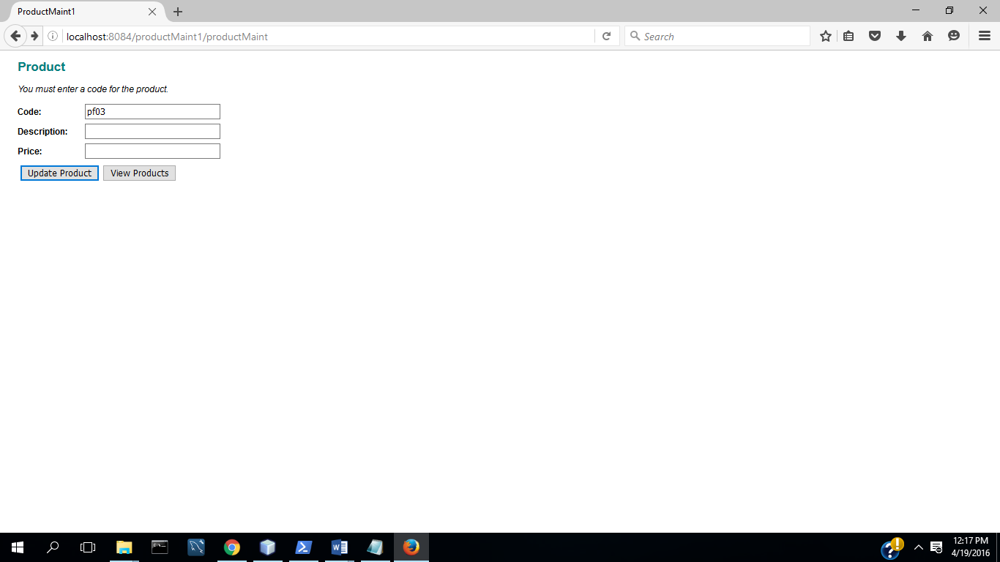 ProductMaint1
localhost:8084/productMaint1/productMaint
Search
Product
You must enter a code for the product.
Code: pf03
Description:
Price:
Update Product View Products
12:17 PM
4/19/2016